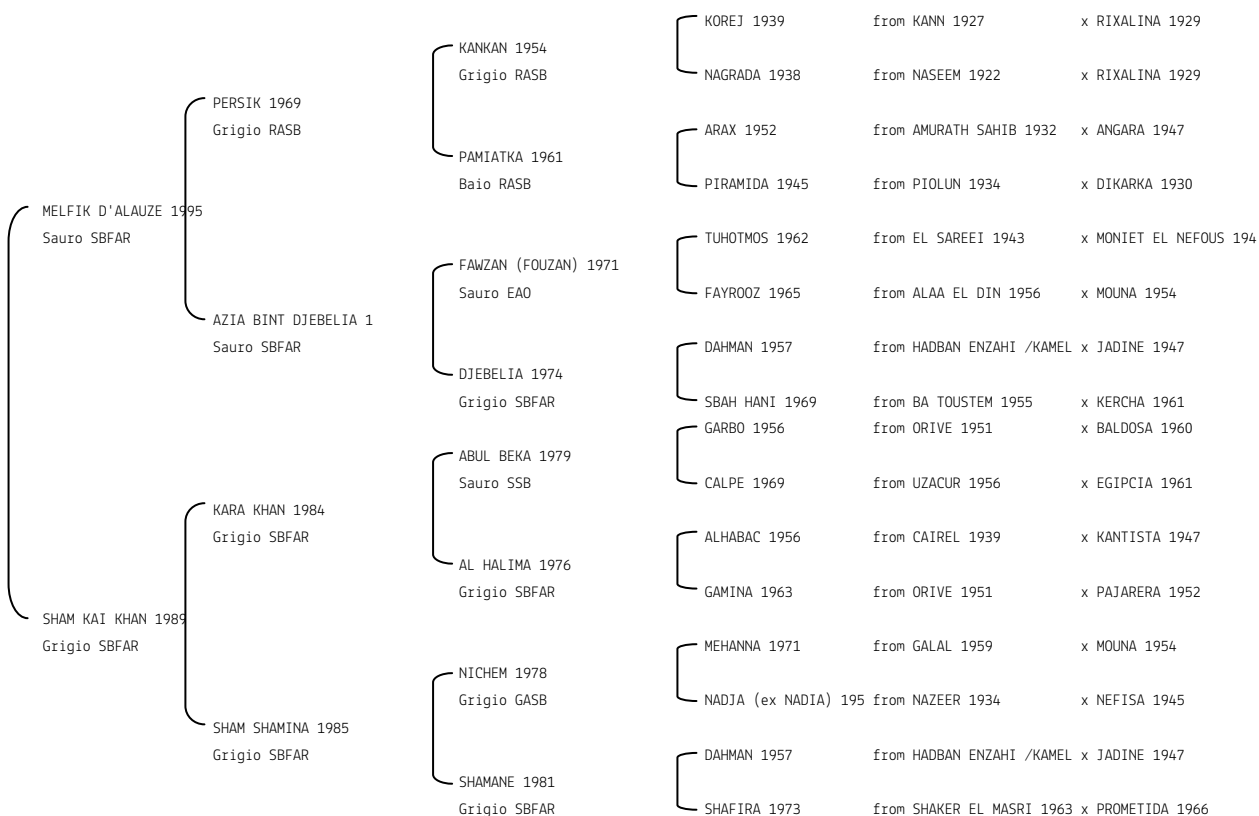 KOREJ 1939 from KANN 1927 x RIXALINA 1929
KANKAN 1954
Grigio RASB NAGRADA 1938 from NASEEM 1922 x RIXALINA 1929
PERSIK 1969
Grigio RASB ARAX 1952 from AMURATH SAHIB 1932 x ANGARA 1947
PAMIATKA 1961
Baio RASB PIRAMIDA 1945 from PIOLUN 1934 x DIKARKA 1930
MELFIK D'ALAUZE 1995
Sauro SBFAR TUHOTMOS 1962 from EL SAREEI 1943 x MONIET EL NEFOUS 194
FAWZAN (FOUZAN) 1971
Sauro EAO FAYROOZ 1965 from ALAA EL DIN 1956 x MOUNA 1954
AZIA BINT DJEBELIA 1
Sauro SBFAR DAHMAN 1957 from HADBAN ENZAHI /KAMEL x JADINE 1947
DJEBELIA 1974
Grigio SBFAR SBAH HANI 1969 from BA TOUSTEM 1955 x KERCHA 1961
GARBO 1956 from ORIVE 1951 x BALDOSA 1960
ABUL BEKA 1979
Sauro SSB CALPE 1969 from UZACUR 1956 x EGIPCIA 1961
KARA KHAN 1984
Grigio SBFAR ALHABAC 1956 from CAIREL 1939 x KANTISTA 1947
AL HALIMA 1976
Grigio SBFAR GAMINA 1963 from ORIVE 1951 x PAJARERA 1952
SHAM KAI KHAN 1989
Grigio SBFAR MEHANNA 1971 from GALAL 1959 x MOUNA 1954
NICHEM 1978
Grigio GASB NADJA (ex NADIA) 195 from NAZEER 1934 x NEFISA 1945
SHAM SHAMINA 1985
Grigio SBFAR DAHMAN 1957 from HADBAN ENZAHI /KAMEL x JADINE 1947
SHAMANE 1981
Grigio SBFAR SHAFIRA 1973 from SHAKER EL MASRI 1963 x PROMETIDA 1966